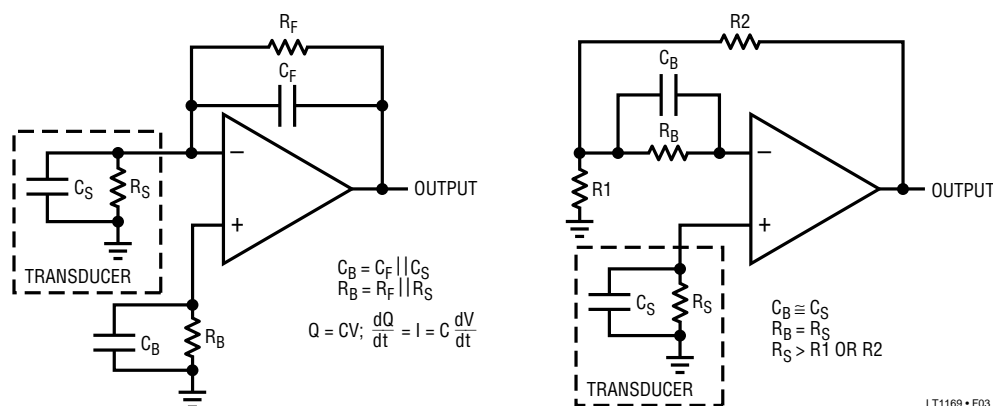 R_F
C_F
−
C_S
R_S
+
OUTPUT
TRANSDUCER
C_B = C_F || C_S
R_B = R_F || R_S
Q = CV; dQ/dt = I = C dV/dt
C_B
R_B
R2
C_B
R_B
−
R1
+
OUTPUT
C_S
R_S
TRANSDUCER
C_B ≅ C_S
R_B = R_S
R_S > R1 OR R2
LT1169 • F03